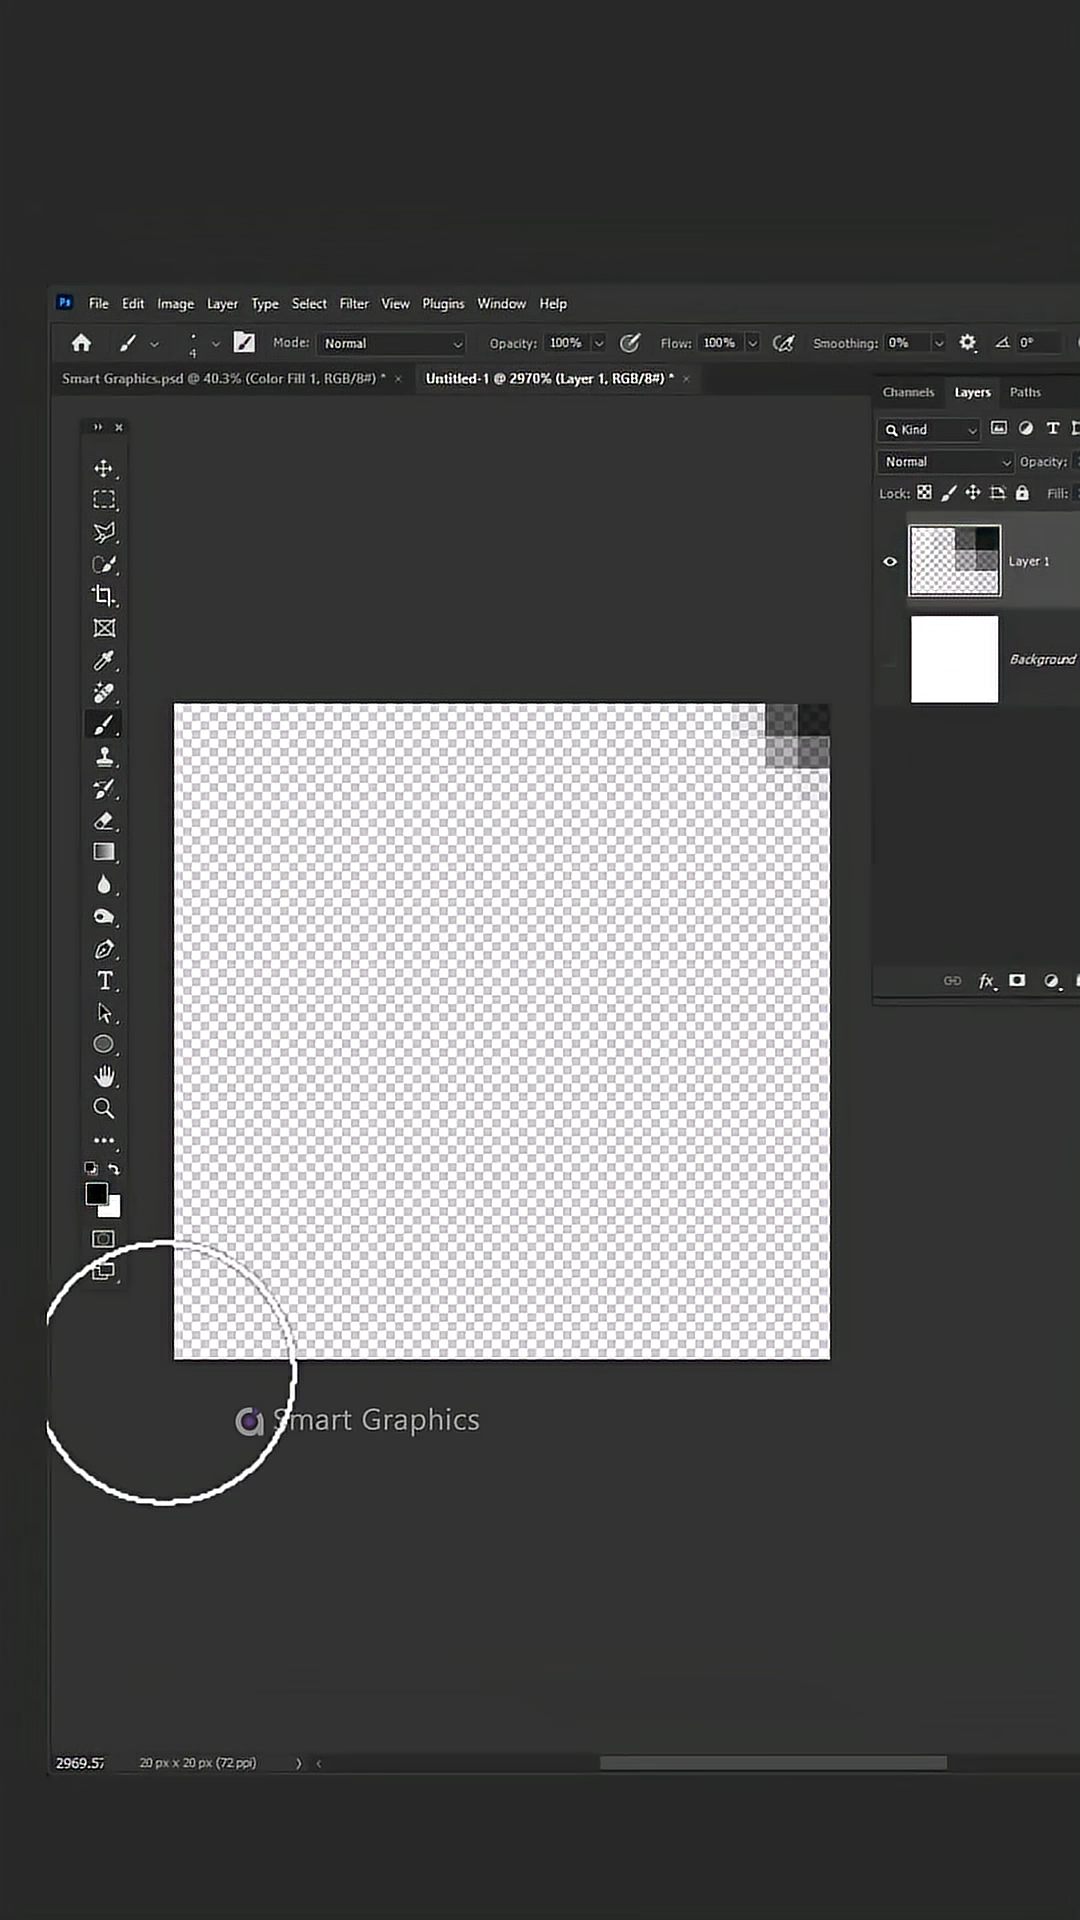 Ps File Edit Image Layer Type Select Filter View Plugins Window Help
4 Mode: Normal Opacity: 100% Flow: 100% Smoothing: 0% 0°
Smart Graphics.psd @ 40.3% (Color Fill 1, RGB/8#) * × Untitled-1 @ 2970% (Layer 1, RGB/8#) * ×
Channels Layers Paths
Kind
Normal Opacity:
Lock: Fill:
Layer 1
Background
fx
Smart Graphics
2969.57 20 px x 20 px (72 ppi)